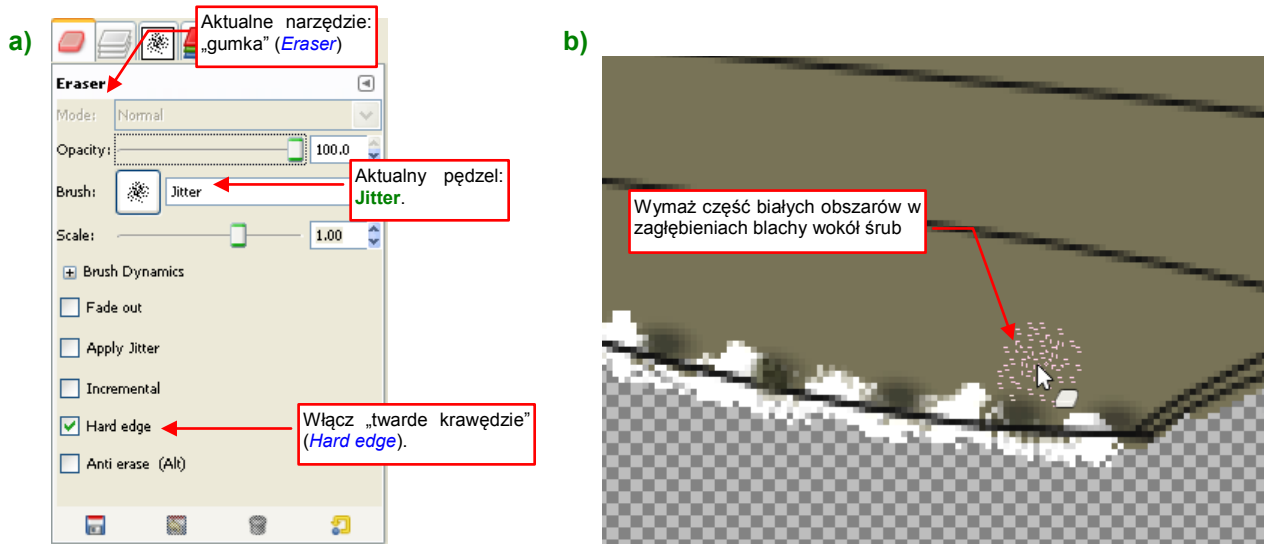 a)
Aktualne narzędzie:
„gumka” (Eraser)
Eraser
Mode: Normal
Opacity: 100.0
Brush: Jitter
Aktualny pędzel:
Jitter.
Scale: 1.00
Brush Dynamics
Fade out
Apply Jitter
Incremental
Hard edge
Włącz „twarde krawędzie”
(Hard edge).
Anti erase (Alt)
b)
Wymaż część białych obszarów w
zagłębieniach blachy wokół śrub